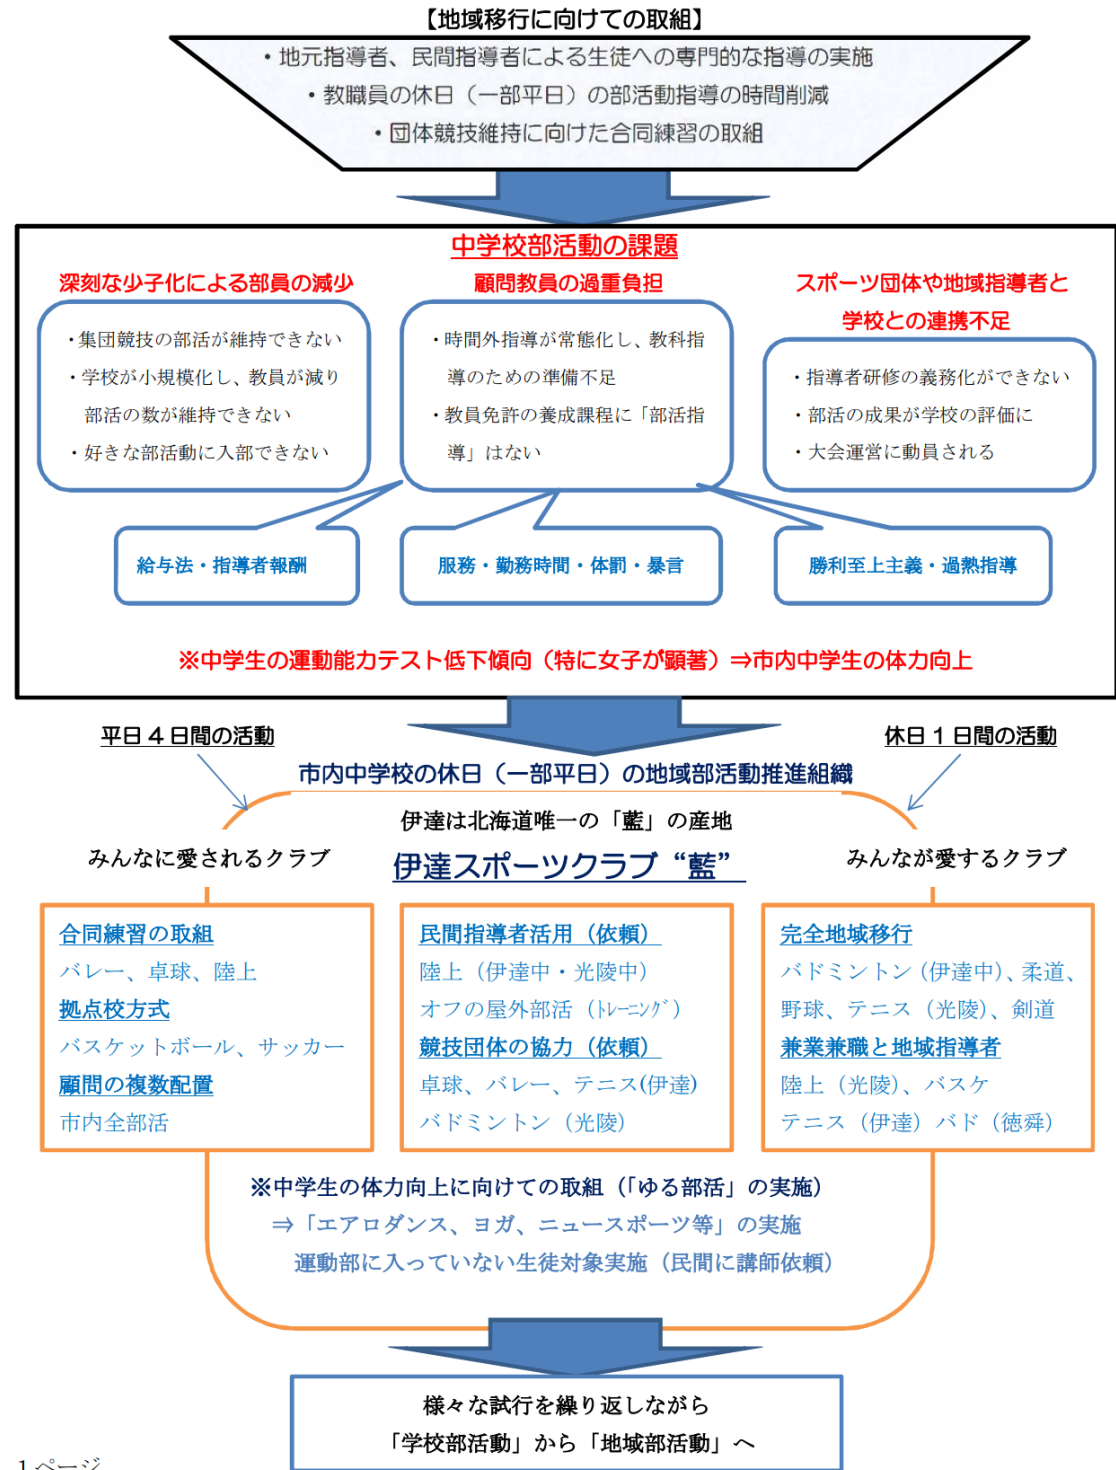 【地域移行に向けての取組】
・地元指導者、民間指導者による生徒への専門的な指導の実施
・教職員の休日（一部平日）の部活動指導の時間削減
・団体競技維持に向けた合同練習の取組
中学校部活動の課題
深刻な少子化による部員の減少
・集団競技の部活が維持できない
・学校が小規模化し、教員が減り
部活の数が維持できない
・好きな部活動に入部できない
顧問教員の過重負担
・時間外指導が常態化し、教科指
導のための準備不足
・教員免許の養成課程に「部活指
導」はない
スポーツ団体や地域指導者と
学校との連携不足
・指導者研修の義務化ができない
・部活の成果が学校の評価に
・大会運営に動員される
給与法・指導者報酬
服務・勤務時間・体罰・暴言
勝利至上主義・過熱指導
※中学生の運動能力テスト低下傾向（特に女子が顕著）⇒市内中学生の体力向上
平日４日間の活動
休日１日間の活動
市内中学校の休日（一部平日）の地域部活動推進組織
伊達は北海道唯一の「藍」の産地
みんなに愛されるクラブ
伊達スポーツクラブ“藍”
みんなが愛するクラブ
合同練習の取組
バレー、卓球、陸上
拠点校方式
バスケットボール、サッカー
顧問の複数配置
市内全部活
民間指導者活用（依頼）
陸上（伊達中・光陵中）
オフの屋外部活（ﾄﾚｰﾆﾝｸﾞ）
競技団体の協力（依頼）
卓球、バレー、テニス(伊達)
バドミントン（光陵）
完全地域移行
バドミントン（伊達中）、柔道、
野球、テニス（光陵）、剣道
兼業兼職と地域指導者
陸上（光陵）、バスケ
テニス（伊達）バド（徳舜）
※中学生の体力向上に向けての取組（「ゆる部活」の実施）
⇒「エアロダンス、ヨガ、ニュースポーツ等」の実施
運動部に入っていない生徒対象実施（民間に講師依頼）
様々な試行を繰り返しながら
「学校部活動」から「地域部活動」へ
1 ページ